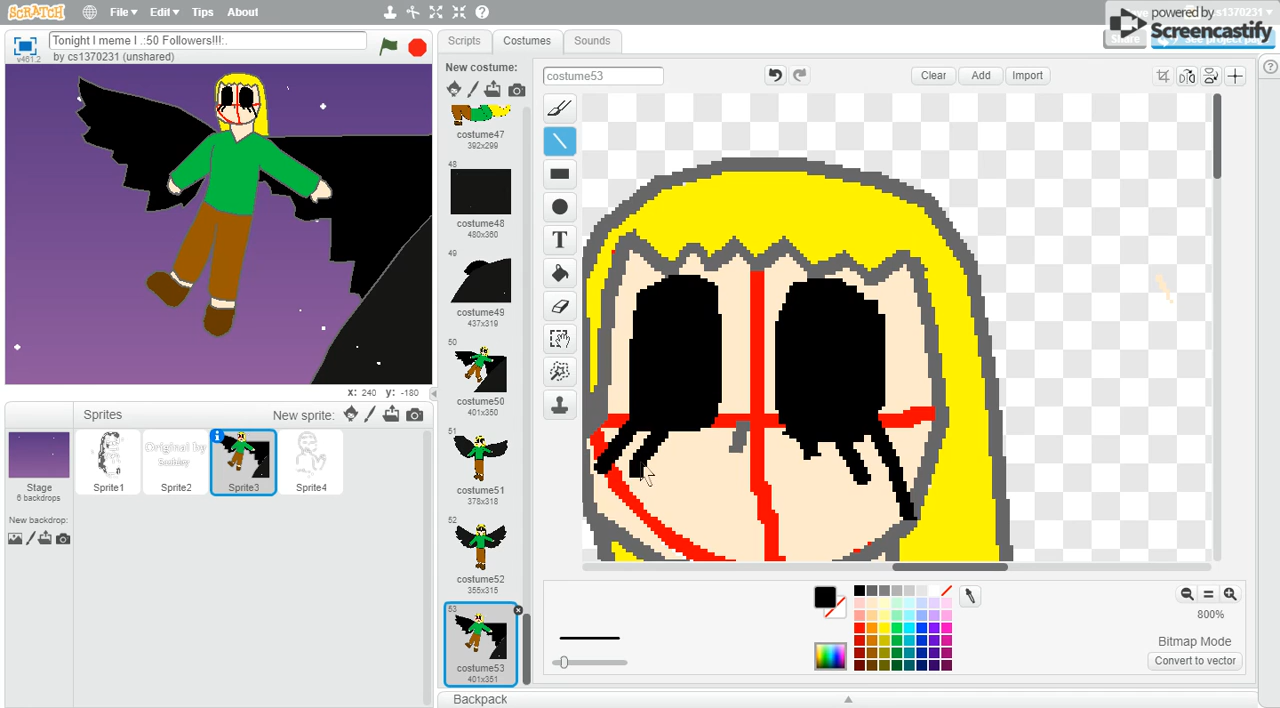 SCRATCH File▾ Edit▾ Tips About
powered by
Screencastify
cs1370231
Share
v461.2
Tonight I meme I .:50 Followers!!!:.
by cs1370231 (unshared)
Scripts Costumes Sounds
New costume:
costume53
Clear Add Import
costume47
392x299
48
costume48
480x360
49
costume49
437x319
50
costume50
401x350
51
costume51
378x318
52
costume52
355x315
53
costume53
401x351
T
x: 240 y: -180
Sprites New sprite:
Stage
6 backdrops
New backdrop:
Sprite1
Original by
Sprite2
Sprite3
Sprite4
800%
Bitmap Mode
Convert to vector
Backpack